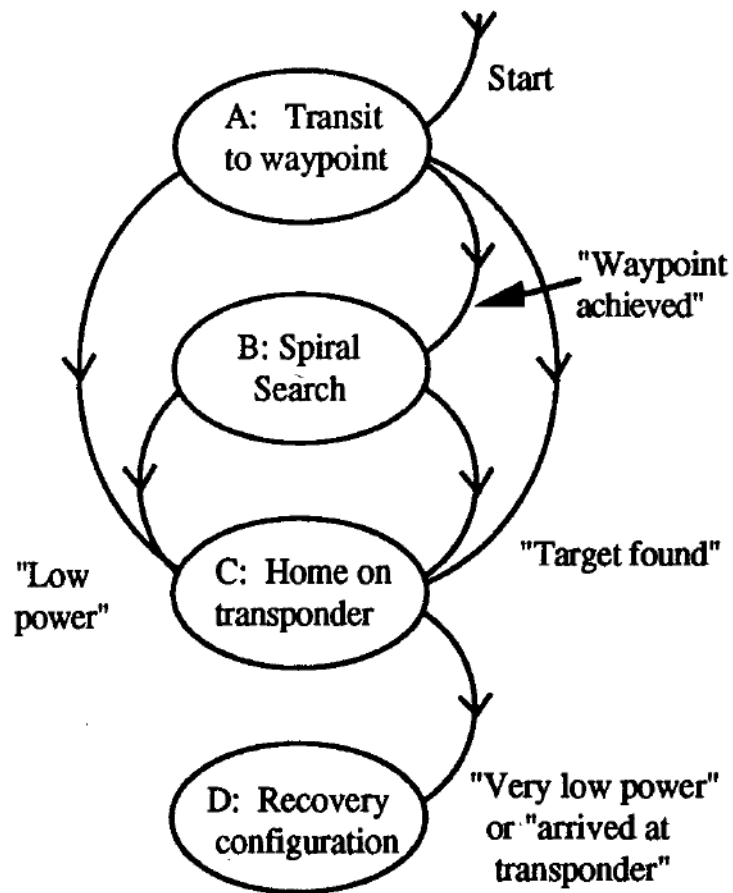 Start
A: Transit
to waypoint
"Waypoint
achieved"
B: Spiral
Search
"Target found"
"Low
power"
C: Home on
transponder
D: Recovery
configuration
"Very low power"
or "arrived at
transponder"